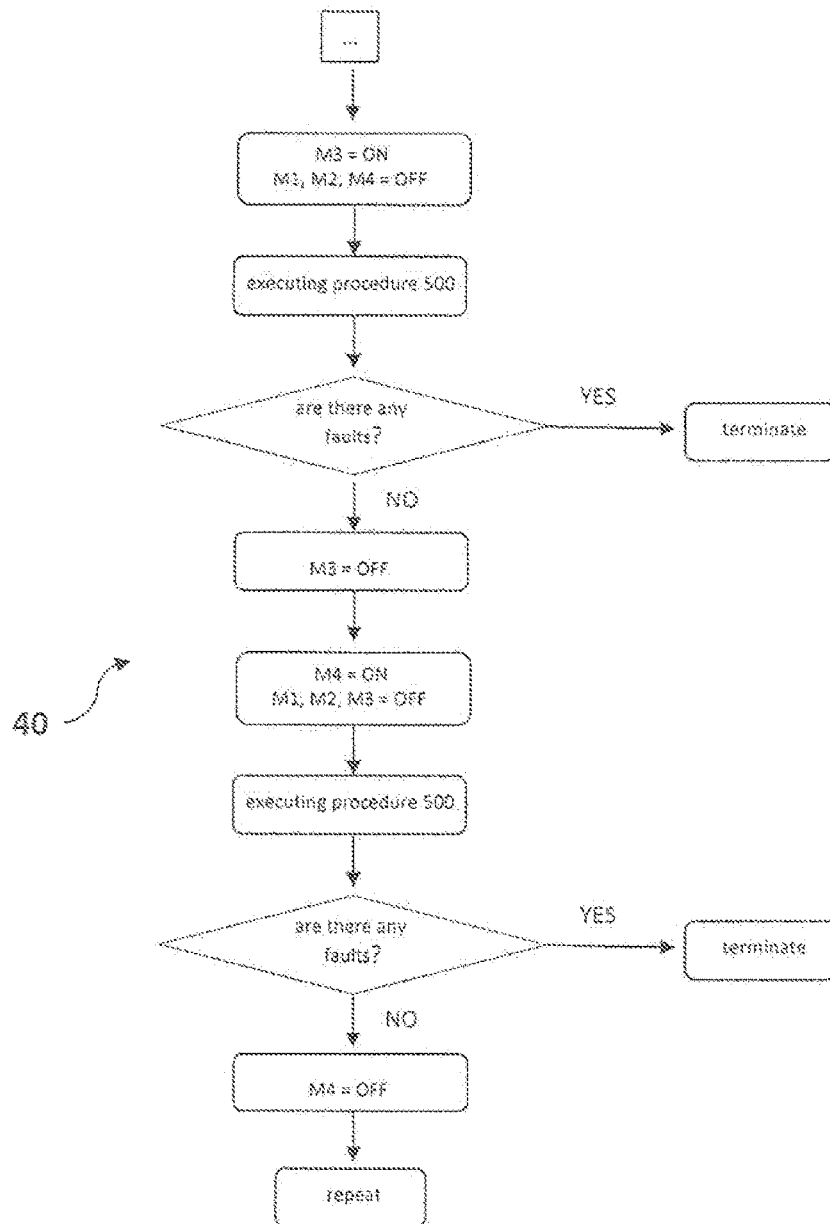 ...
M3 = ON
M1, M2, M4 = OFF
executing procedure 500
are there any
faults?
YES
terminate
NO
M3 = OFF
M4 = ON
M1, M2, M3 = OFF
40
executing procedure 500
are there any
faults?
YES
terminate
NO
M4 = OFF
repeat